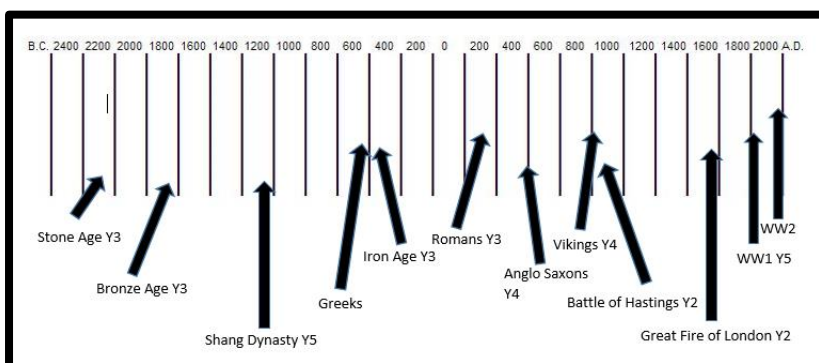 B.C. 2400 2200 2000 1800 1600 1400 1200 1000 800 600 400 200 0 200 400 600 800 1000 1200 1400 1600 1800 2000 A.D.
Stone Age Y3
Bronze Age Y3
Shang Dynasty Y5
Greeks
Iron Age Y3
Romans Y3
Anglo Saxons
Y4
Vikings Y4
Battle of Hastings Y2
Great Fire of London Y2
WW1 Y5
WW2